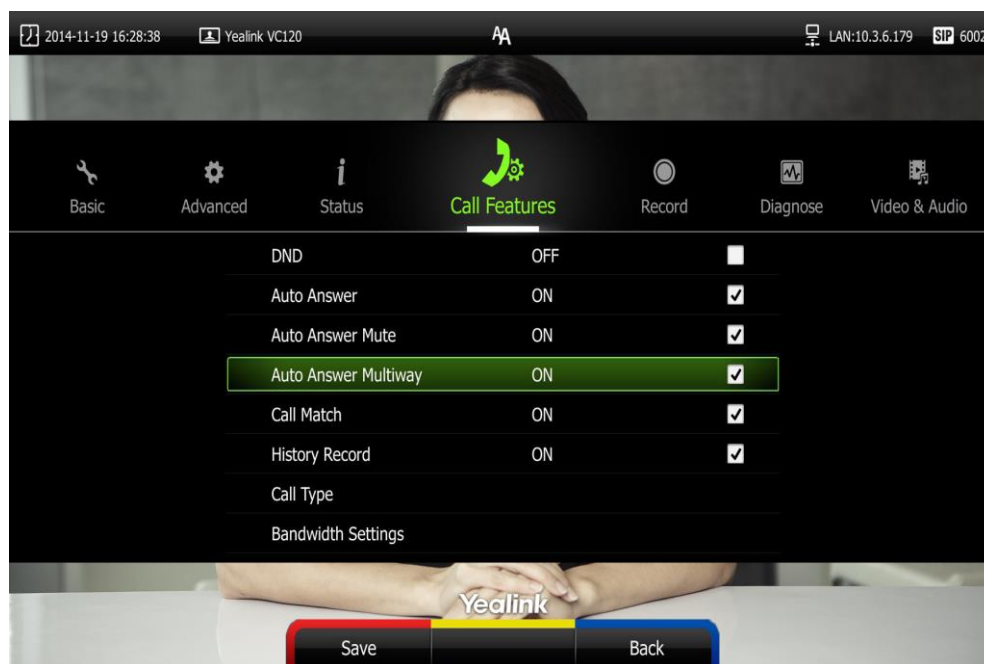 2014-11-19 16:28:38 Yealink VC120 AA LAN:10.3.6.179 SIP 6002
Basic Advanced Status Call Features Record Diagnose Video & Audio
DND OFF
Auto Answer ON
Auto Answer Mute ON
Auto Answer Multiway ON
Call Match ON
History Record ON
Call Type
Bandwidth Settings
Yealink
Save Back